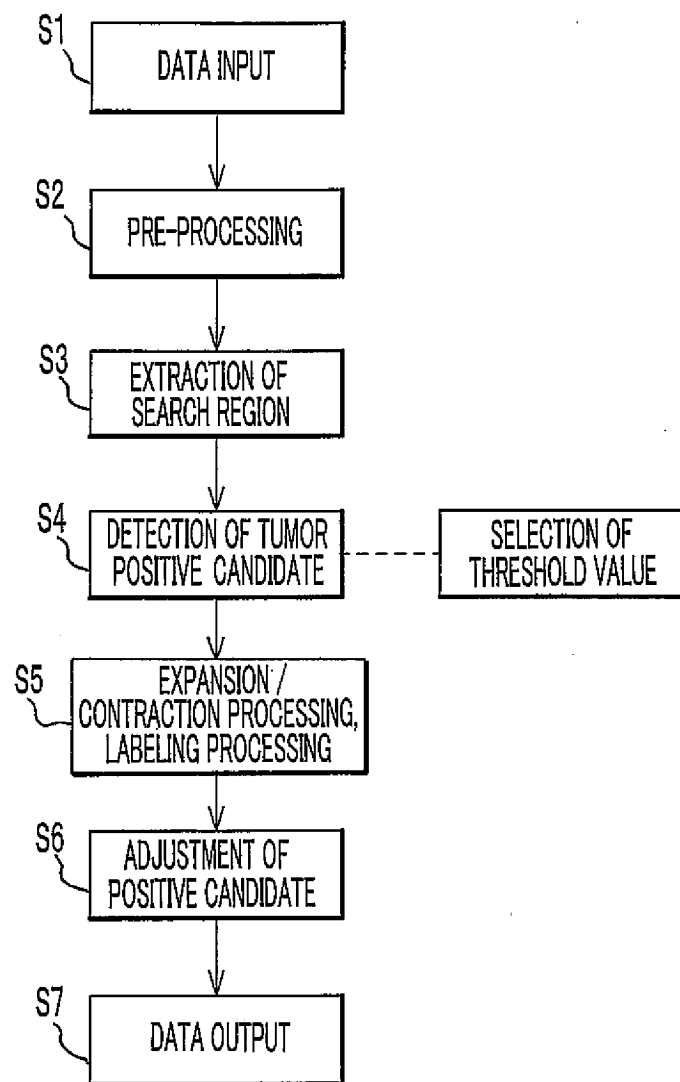 S1
DATA INPUT
S2
PRE-PROCESSING
S3
EXTRACTION OF
SEARCH REGION
S4
DETECTION OF TUMOR
POSITIVE CANDIDATE
SELECTION OF
THRESHOLD VALUE
S5
EXPANSION /
CONTRACTION PROCESSING,
LABELING PROCESSING
S6
ADJUSTMENT OF
POSITIVE CANDIDATE
S7
DATA OUTPUT